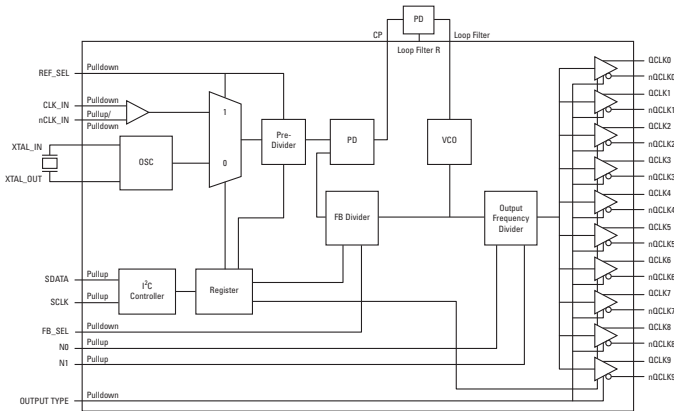 PD
CP
Loop Filter
Loop Filter R
REF_SEL
Pulldown
CLK_IN
Pulldown
nCLK_IN
Pullup/
Pulldown
XTAL_IN
XTAL_OUT
OSC
1
0
Pre-
Divider
PD
VCO
FB Divider
Output
Frequency
Divider
SDATA
Pullup
SCLK
Pullup
I²C
Controller
Register
FB_SEL
Pulldown
N0
Pullup
N1
Pullup
OUTPUT TYPE
Pulldown
QCLK0
nQCLK0
QCLK1
nQCLK1
QCLK2
nQCLK2
QCLK3
nQCLK3
QCLK4
nQCLK4
QCLK5
nQCLK5
QCLK6
nQCLK6
QCLK7
nQCLK7
QCLK8
nQCLK8
QCLK9
nQCLK9